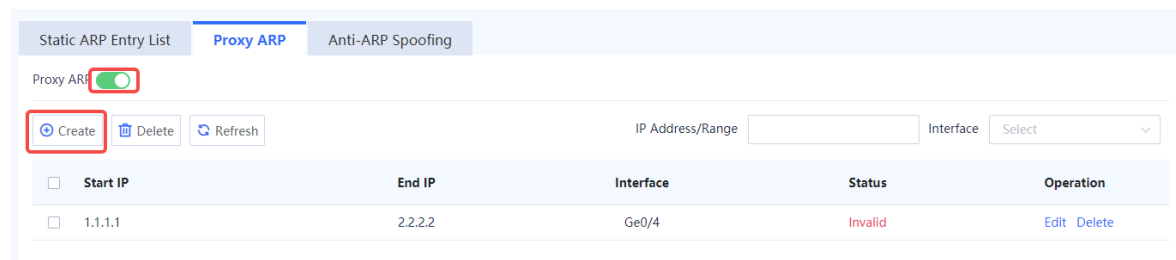 Static ARP Entry List Proxy ARP Anti-ARP Spoofing
Proxy ARP
Create Delete Refresh IP Address/Range Interface Select
Start IP End IP Interface Status Operation
1.1.1.1 2.2.2.2 Ge0/4 Invalid Edit Delete